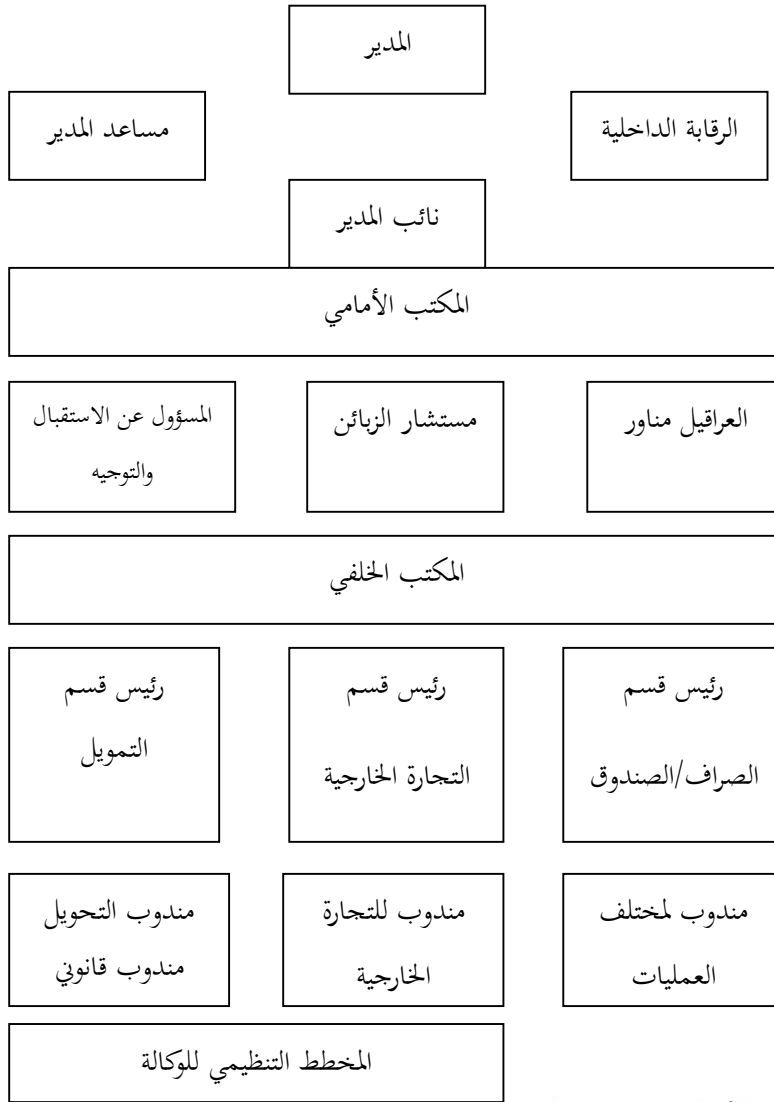 المدير
الرقابة الداخلية
مساعد المدير
نائب المدير
المكتب الأمامي
العراقيل مناور
مستشار الزبائن
المسؤول عن الاستقبال
والتوجيه
المكتب الخلفي
رئيس قسم
الصراف/الصندوق
رئيس قسم
التجارة الخارجية
رئيس قسم
التمويل
مندوب لمختلف
العمليات
مندوب للتجارة
الخارجية
مندوب التحويل
مندوب قانوني
المخطط التنظيمي للوكالة